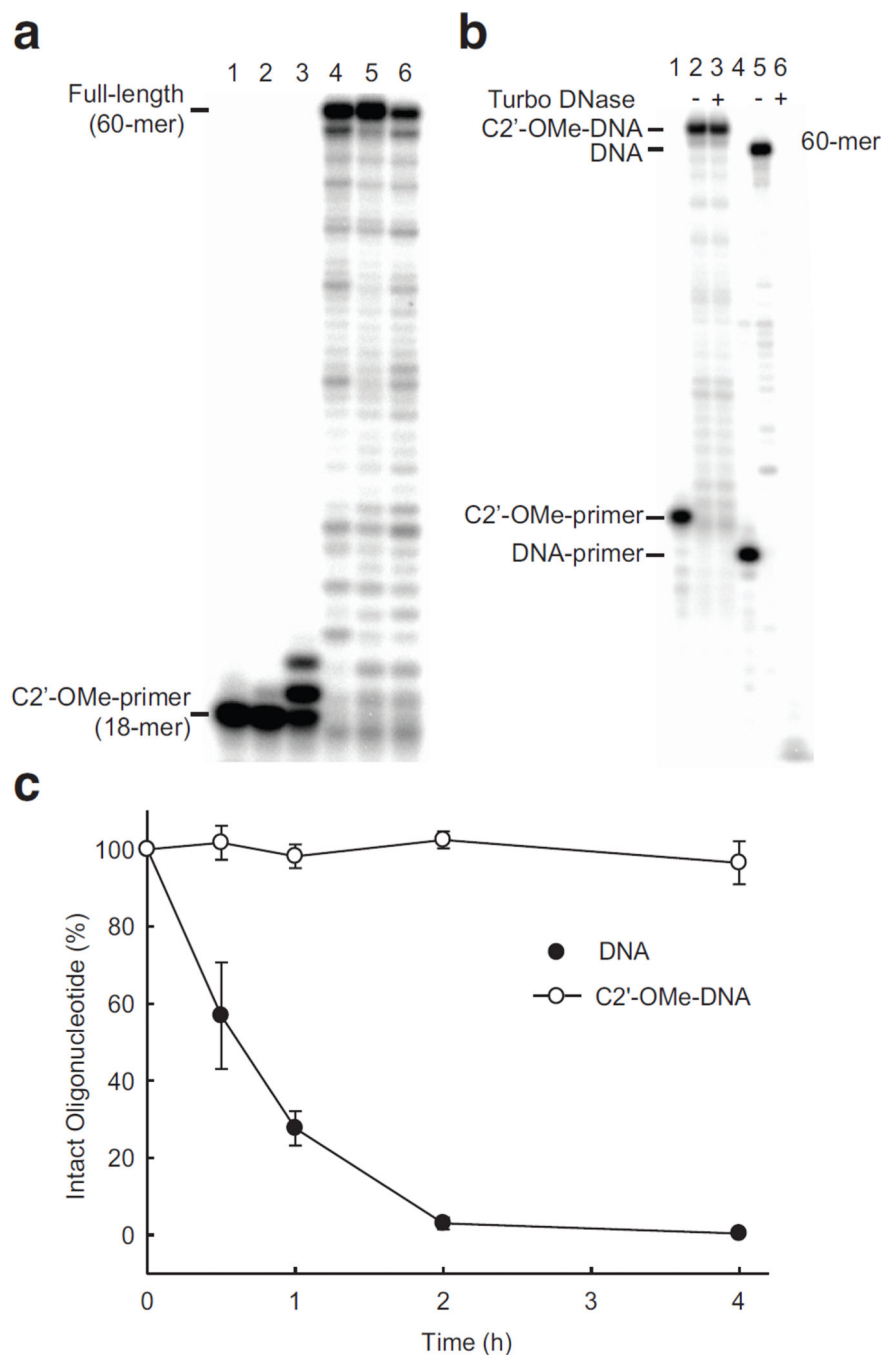 a
1 2 3 4 5 6
Full-length
(60-mer)
C2'-OMe-primer
(18-mer)
b
1 2 3 4 5 6
Turbo DNase - + - +
C2'-OMe-DNA
DNA
60-mer
C2'-OMe-primer
DNA-primer
c
Intact Oligonucleotide (%)
100
80
60
40
20
0
DNA
C2'-OMe-DNA
0 1 2 3 4
Time (h)